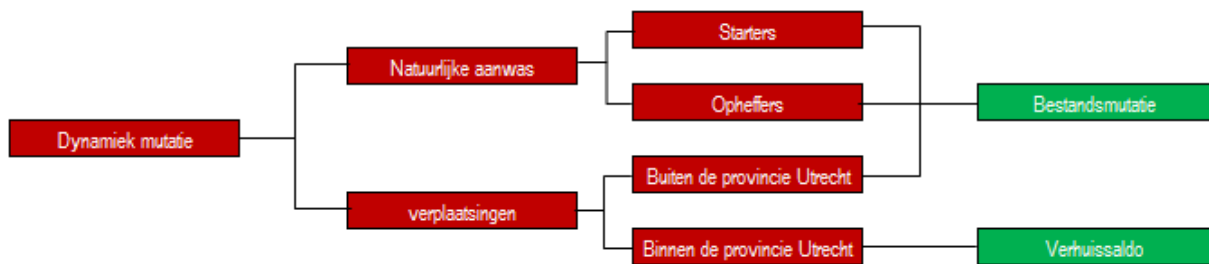 Starters
Natuurlijke aanwas
Opheffers
Bestandsmutatie
Dynamiek mutatie
Buiten de provincie Utrecht
verplaatsingen
Binnen de provincie Utrecht
Verhuissaldo